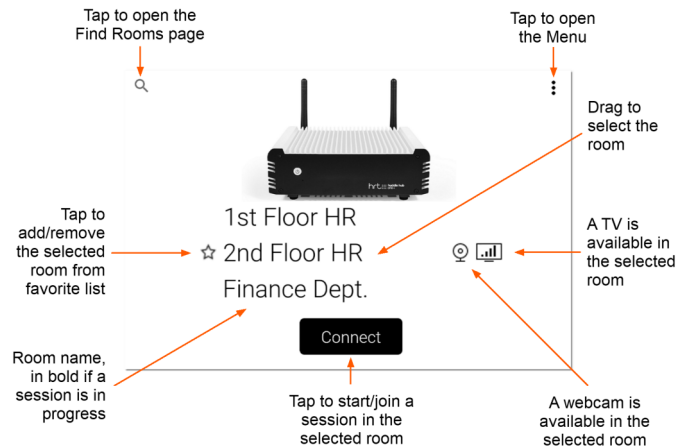 Tap to open the
Find Rooms page
Tap to open
the Menu
Drag to
select the
room
hrt
1st Floor HR
Tap to
add/remove
the selected
room from
favorite list
2nd Floor HR
A TV is
available in
the selected
room
Finance Dept.
Connect
Room name,
in bold if a
session is in
progress
Tap to start/join a
session in the
selected room
A webcam is
available in the
selected room